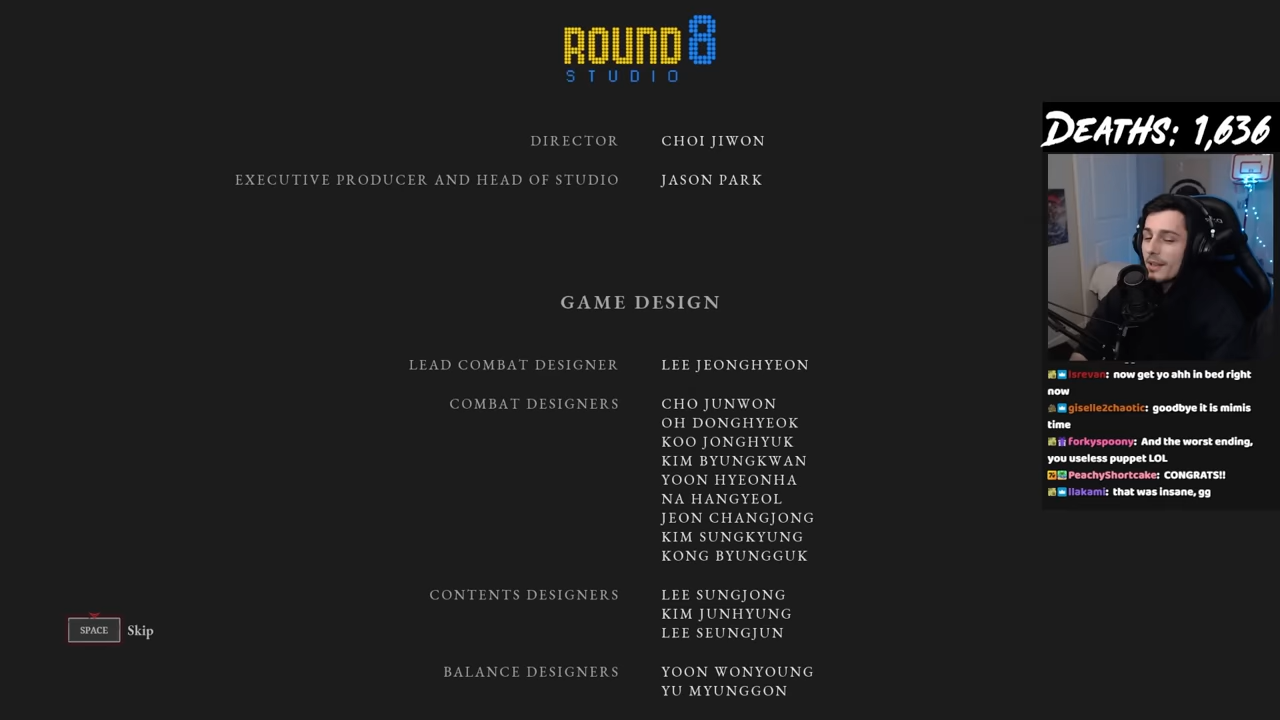 ROUND8
STUDIO
DIRECTOR CHOI JIWON
EXECUTIVE PRODUCER AND HEAD OF STUDIO JASON PARK
GAME DESIGN
LEAD COMBAT DESIGNER LEE JEONGHYEON
COMBAT DESIGNERS CHO JUNWON
OH DONGHYEOK
KOO JONGHYUK
KIM BYUNGKWAN
YOON HYEONHA
NA HANGYEOL
JEON CHANGJONG
KIM SUNGKYUNG
KONG BYUNGGUK
CONTENTS DESIGNERS LEE SUNGJONG
KIM JUNHYUNG
LEE SEUNGJUN
BALANCE DESIGNERS YOON WONYOUNG
YU MYUNGGON
SPACE Skip
DEATHS: 1,636
isrevan: now get yo ahh in bed right
now
giselle2chaotic: goodbye it is mimis
time
forkyspoony: And the worst ending,
you useless puppet LOL
PeachyShortcake: CONGRATS!!
llakami: that was insane, gg